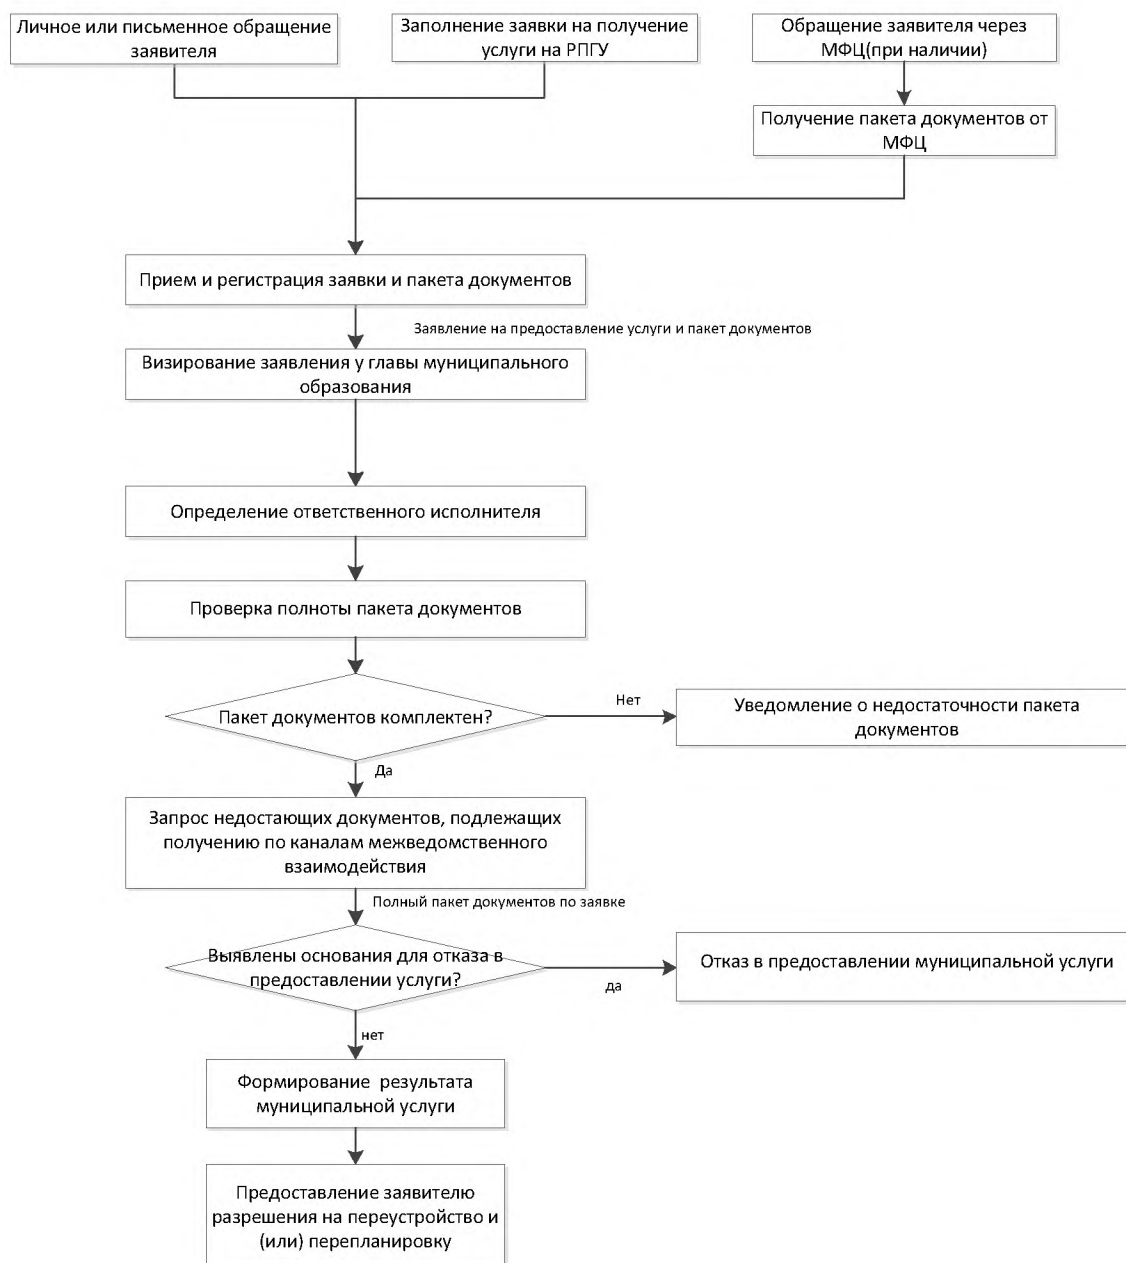 Личное или письменное обращение
заявителя
Заполнение заявки на получение
услуги на РПГУ
Обращение заявителя через
МФЦ(при наличии)
Получение пакета документов от
МФЦ
Прием и регистрация заявки и пакета документов
Заявление на предоставление услуги и пакет документов
Визирование заявления у главы муниципального
образования
Определение ответственного исполнителя
Проверка полноты пакета документов
Пакет документов комплектен?
Нет
Уведомление о недостаточности пакета
документов
Да
Запрос недостающих документов, подлежащих
получению по каналам межведомственного
взаимодействия
Полный пакет документов по заявке
Выявлены основания для отказа в
предоставлении услуги?
да
Отказ в предоставлении муниципальной услуги
нет
Формирование результата
муниципальной услуги
Предоставление заявителю
разрешения на переустройство и
(или) перепланировку